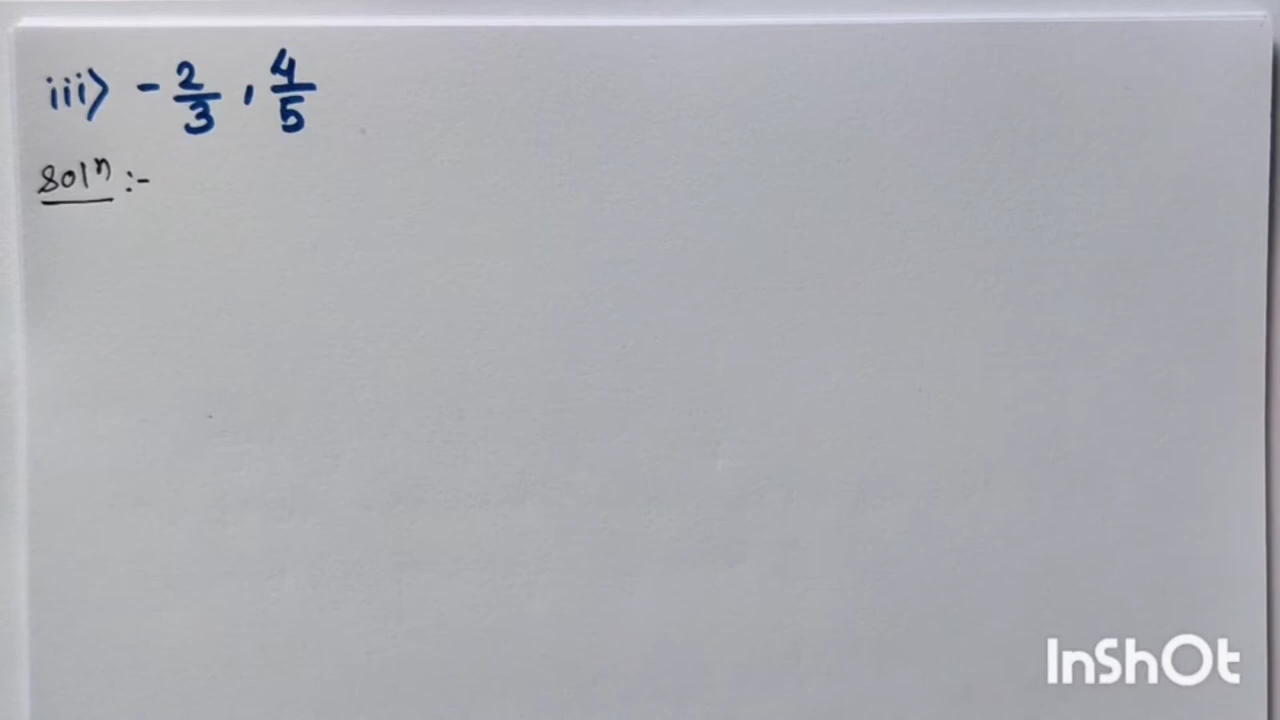 iii) - 2/3 , 4/5
Solⁿ :-
InShOt